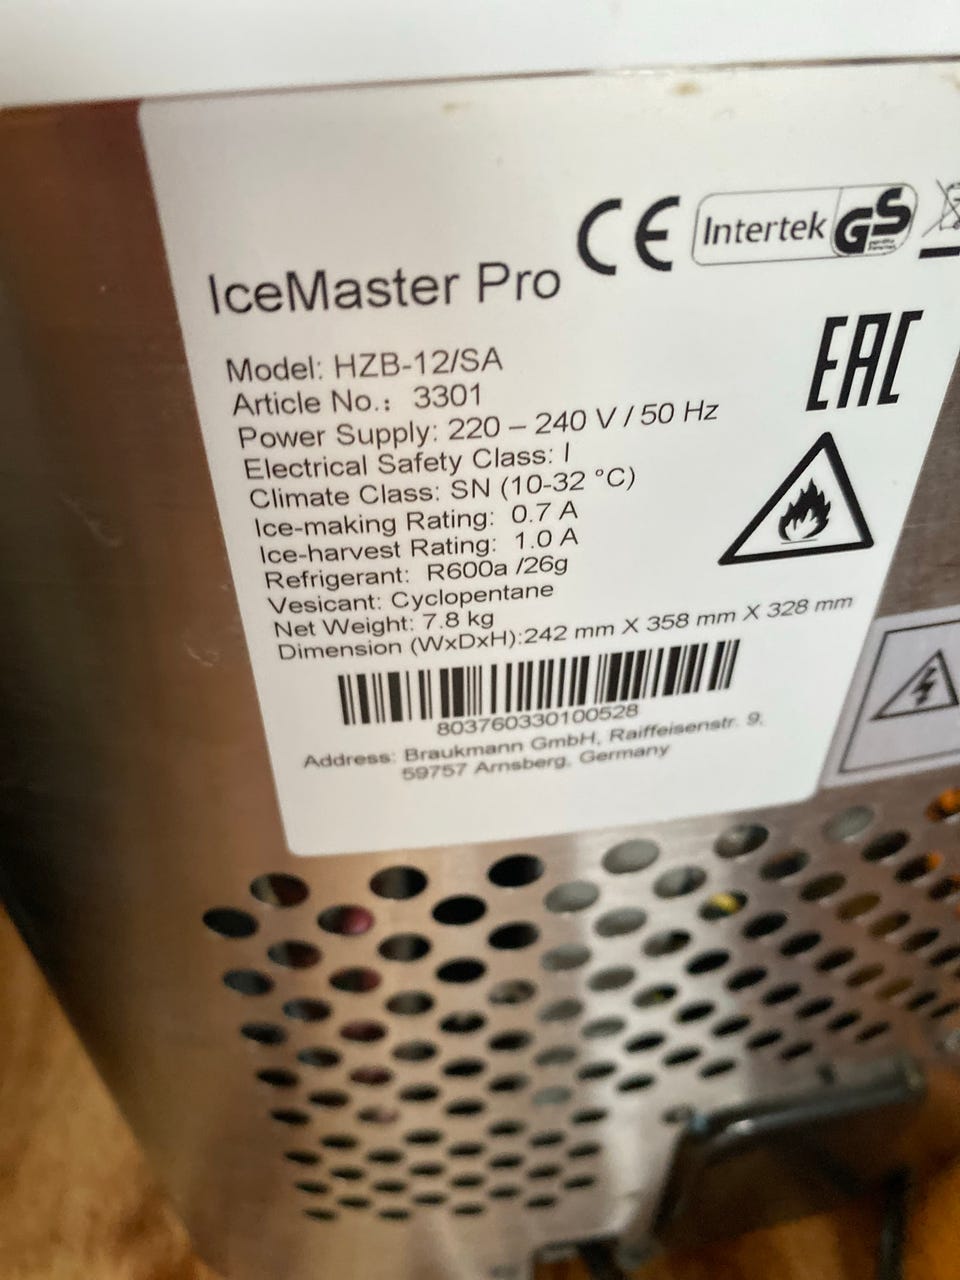 CE Intertek GS
geprüfte Sicherheit
IceMaster Pro
EAC
Model: HZB-12/SA
Article No.: 3301
Power Supply: 220 – 240 V / 50 Hz
Electrical Safety Class: I
Climate Class: SN (10-32 °C)
Ice-making Rating: 0.7 A
Ice-harvest Rating: 1.0 A
Refrigerant: R600a /26g
Vesicant: Cyclopentane
Net Weight: 7.8 kg
Dimension (WxDxH):242 mm X 358 mm X 328 mm
803760330100528
Address: Braukmann GmbH, Raiffeisenstr. 9,
59757 Arnsberg, Germany